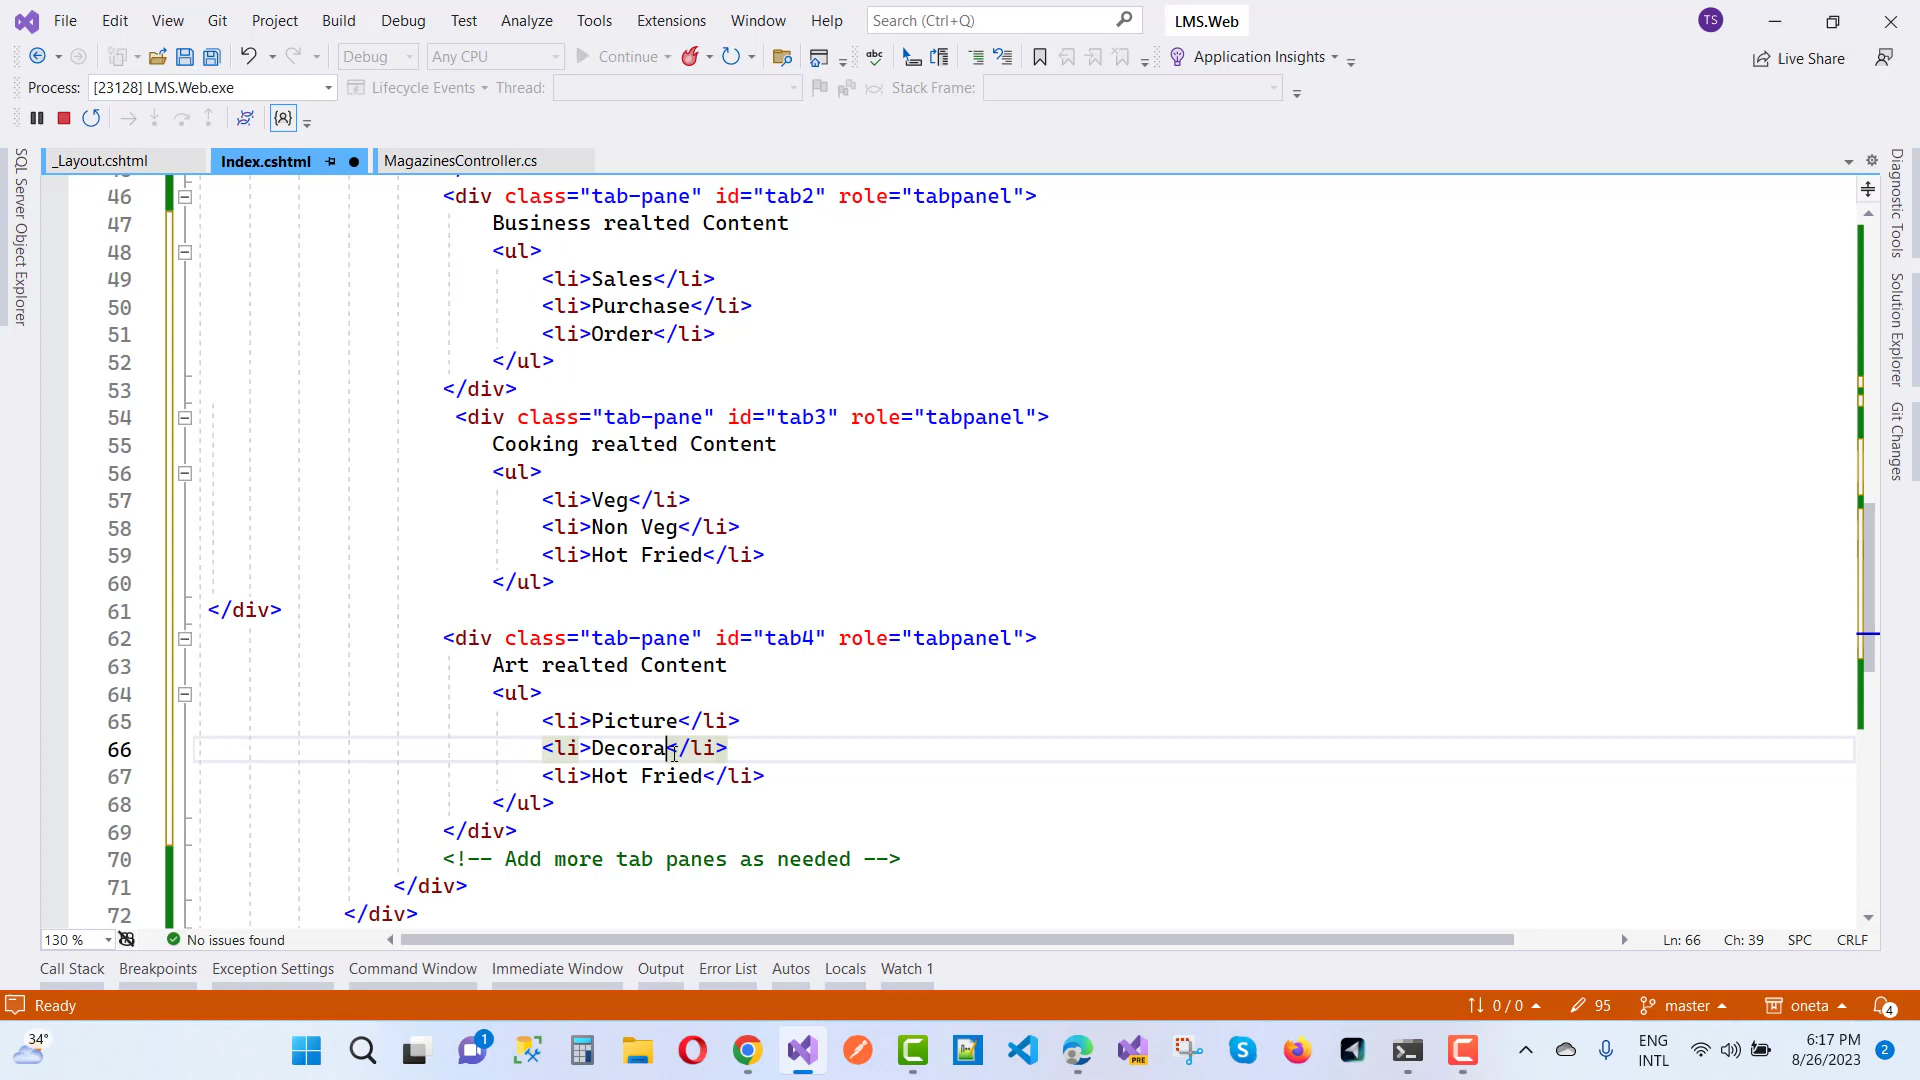 File Edit View Git Project Build Debug Test Analyze Tools Extensions Window Help Search (Ctrl+Q) LMS.Web TS
Debug Any CPU Continue abc Application Insights Live Share
Process: [23128] LMS.Web.exe Lifecycle Events Thread: Stack Frame:
_Layout.cshtml Index.cshtml MagazinesController.cs
SQL Server Object Explorer
Diagnostic Tools
Solution Explorer
Git Changes
46 <div class="tab-pane" id="tab2" role="tabpanel">
47 Business realted Content
48 <ul>
49 <li>Sales</li>
50 <li>Purchase</li>
51 <li>Order</li>
52 </ul>
53 </div>
54 <div class="tab-pane" id="tab3" role="tabpanel">
55 Cooking realted Content
56 <ul>
57 <li>Veg</li>
58 <li>Non Veg</li>
59 <li>Hot Fried</li>
60 </ul>
61 </div>
62 <div class="tab-pane" id="tab4" role="tabpanel">
63 Art realted Content
64 <ul>
65 <li>Picture</li>
66 <li>Decora</li>
67 <li>Hot Fried</li>
68 </ul>
69 </div>
70 <!-- Add more tab panes as needed -->
71 </div>
72 </div>
130 % No issues found Ln: 66 Ch: 39 SPC CRLF
Call Stack Breakpoints Exception Settings Command Window Immediate Window Output Error List Autos Locals Watch 1
Ready 0 / 0 95 master oneta 4
34° 1 PRE ENG INTL 6:17 PM 8/26/2023 2